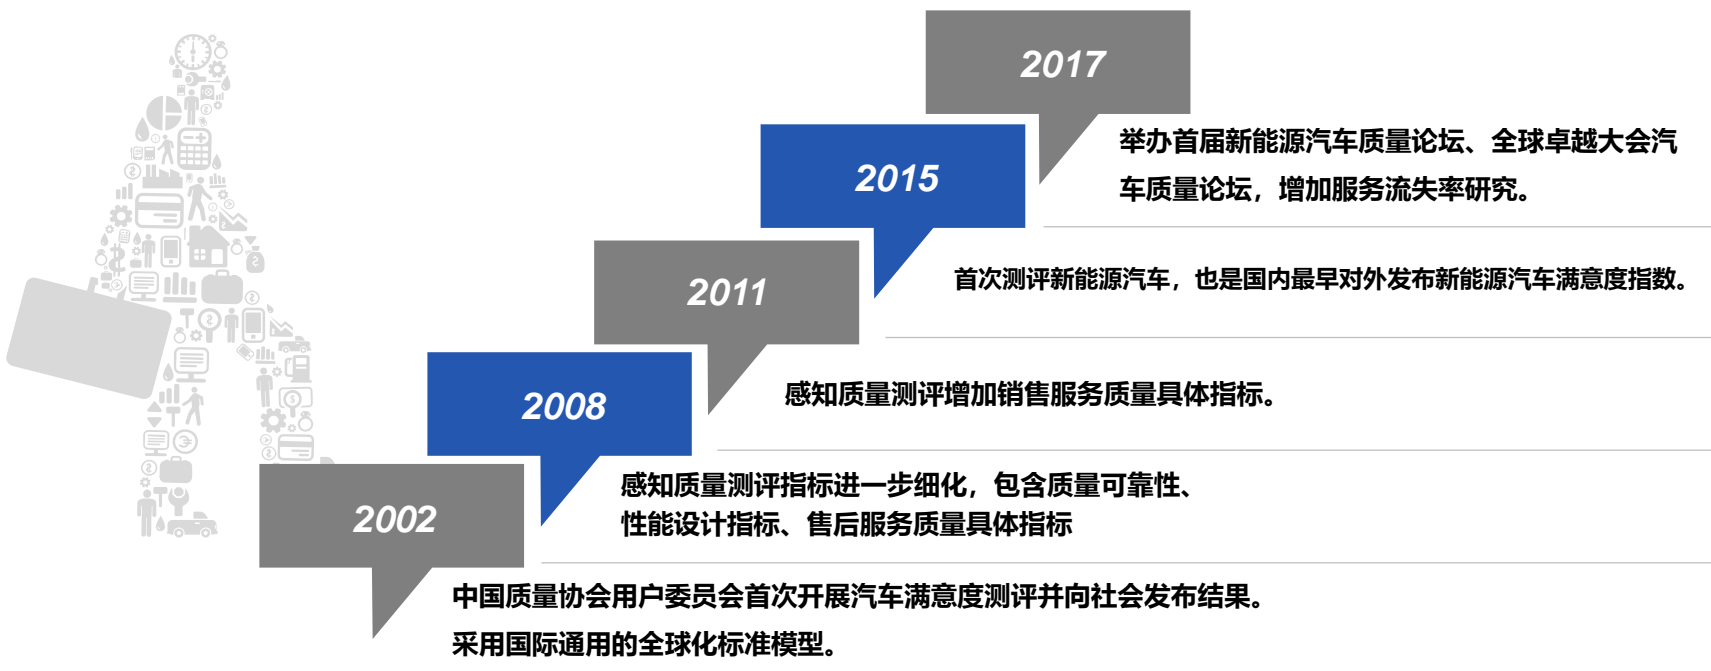 2017
举办首届新能源汽车质量论坛、全球卓越大会汽
车质量论坛，增加服务流失率研究。
2015
首次测评新能源汽车，也是国内最早对外发布新能源汽车满意度指数。
2011
感知质量测评增加销售服务质量具体指标。
2008
感知质量测评指标进一步细化，包含质量可靠性、
性能设计指标、售后服务质量具体指标
2002
中国质量协会用户委员会首次开展汽车满意度测评并向社会发布结果。
采用国际通用的全球化标准模型。